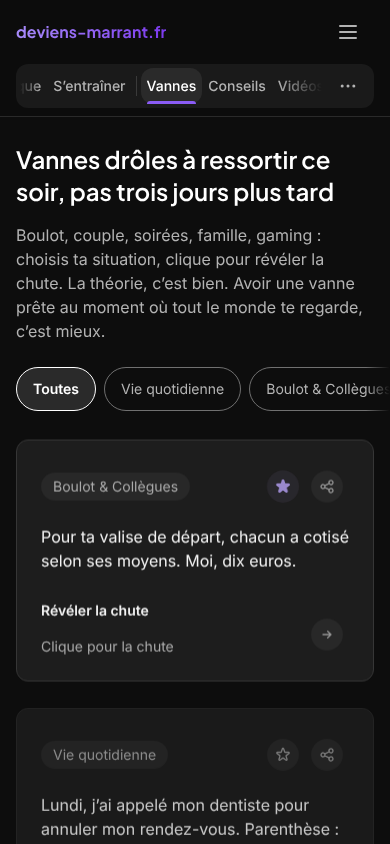 deviens-marrant.fr
S'entraîner
Vannes
Conseils
Vannes drôles à ressortir ce
soir, pas trois jours plus tard
Boulot, couple, soirées, famille, gaming :
choisis ta situation, clique pour révéler la
chute. La théorie, c'est bien. Avoir une vanne
prête au moment où tout le monde te regarde,
c'est mieux.
Toutes
Vie quotidienne
Boulot & Collègues
Boulot & Collègues
Pour ta valise de départ, chacun a cotisé
selon ses moyens. Moi, dix euros.
Révéler la chute
Clique pour la chute
Vie quotidienne
Lundi, j'ai appelé mon dentiste pour
annuler mon rendez-vous. Parenthèse :